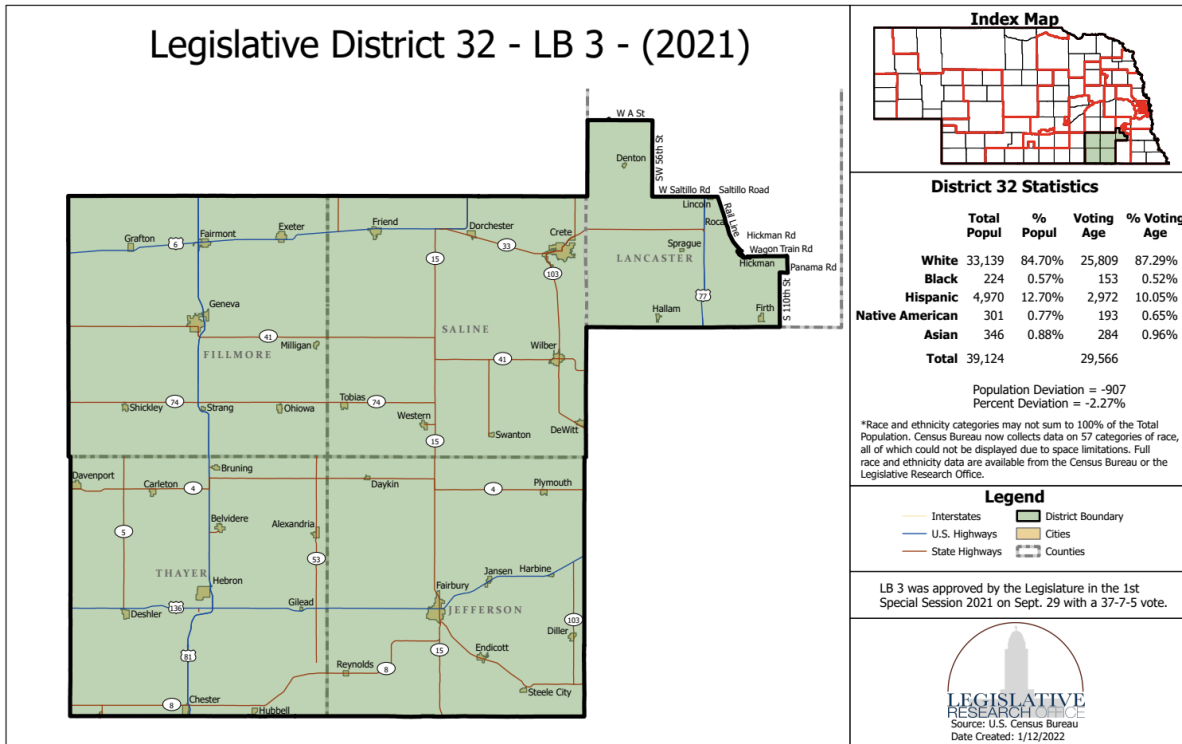 Legislative District 32 - LB 3 - (2021)
W A St
SW 56th St
Denton
W Saltillo Rd
Saltillo Road
Lincoln
Roca
Rail Line
Hickman Rd
Wagon Train Rd
Sprague
LANCASTER
Hickman
Panama Rd
77
Hallam
Firth
S 110th St
Grafton
6
Fairmont
Exeter
Friend
Dorchester
33
Crete
15
103
Geneva
41
FILLMORE
Milligan
SALINE
41
Wilber
Shickley
74
Strang
Ohiowa
Tobias
74
Western
15
Swanton
DeWitt
Davenport
Carleton
4
Bruning
Daykin
4
Plymouth
5
Belvidere
Alexandria
53
THAYER
Hebron
Jansen
Harbine
Fairbury
Deshler
136
Gilead
JEFFERSON
103
Diller
81
15
Endicott
Reynolds
8
Steele City
8
Chester
Hubbell
Index Map
District 32 Statistics
Total Popul % Popul Voting Age % Voting Age
White 33,139 84.70% 25,809 87.29%
Black 224 0.57% 153 0.52%
Hispanic 4,970 12.70% 2,972 10.05%
Native American 301 0.77% 193 0.65%
Asian 346 0.88% 284 0.96%
Total 39,124 29,566
Population Deviation = -907
Percent Deviation = -2.27%
*Race and ethnicity categories may not sum to 100% of the Total
Population. Census Bureau now collects data on 57 categories of race,
all of which could not be displayed due to space limitations. Full
race and ethnicity data are available from the Census Bureau or the
Legislative Research Office.
Legend
Interstates
District Boundary
U.S. Highways
Cities
State Highways
Counties
LB 3 was approved by the Legislature in the 1st
Special Session 2021 on Sept. 29 with a 37-7-5 vote.
LEGISLATIVE
RESEARCH OFFICE
Source: U.S. Census Bureau
Date Created: 1/12/2022